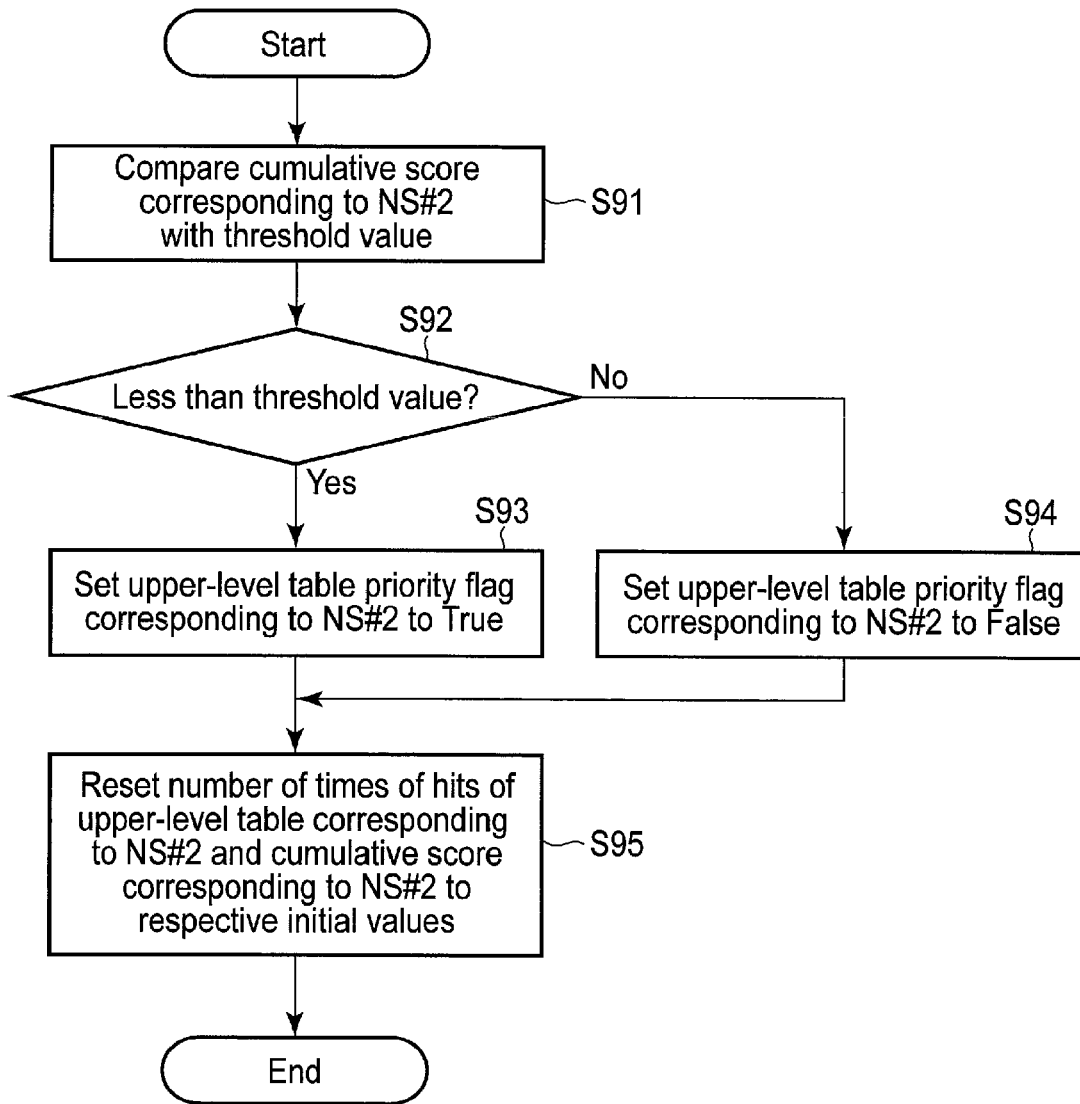 Start
Compare cumulative score
corresponding to NS#2
with threshold value
S91
S92
Less than threshold value?
No
Yes
S93
Set upper-level table priority flag
corresponding to NS#2 to True
S94
Set upper-level table priority flag
corresponding to NS#2 to False
Reset number of times of hits of
upper-level table corresponding
to NS#2 and cumulative score
corresponding to NS#2 to
respective initial values
S95
End